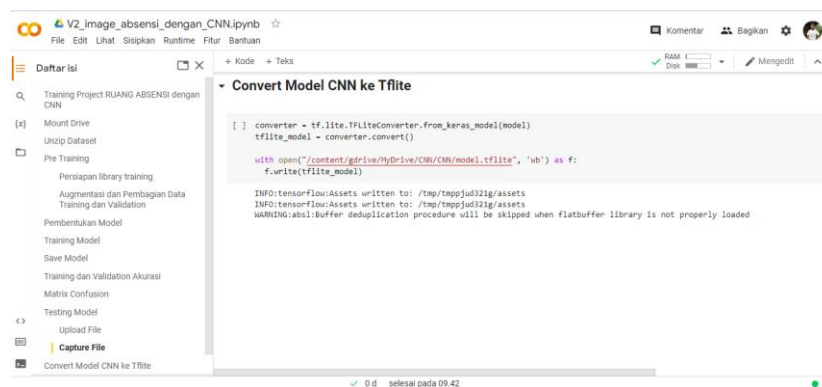 V2_image_absensi_dengan_CNN.ipynb
File Edit Lihat Sisipkan Runtime Fitur Bantuan
Komentar Bagikan
Daftar isi
+ Kode + Teks
RAM
Disk
Mengedit
Training Project RUANG ABSENSI dengan
CNN
Mount Drive
Unzip Dataset
Pre Training
Persiapan library training
Augmentasi dan Pembagian Data
Training dan Validation
Pembentukan Model
Training Model
Save Model
Training dan Validation Akurasi
Matrix Confusion
Testing Model
Upload File
Capture File
Convert Model CNN ke Tflite
Convert Model CNN ke Tflite
[ ] converter = tf.lite.TFLiteConverter.from_keras_model(model)
tflite_model = converter.convert()
with open("/content/gdrive/MyDrive/CNN/CNN/model.tflite", 'wb') as f:
f.write(tflite_model)
INFO:tensorflow:Assets written to: /tmp/tmppjud321g/assets
INFO:tensorflow:Assets written to: /tmp/tmppjud321g/assets
WARNING:absl:Buffer deduplication procedure will be skipped when flatbuffer library is not properly loaded
0 d selesai pada 09.42